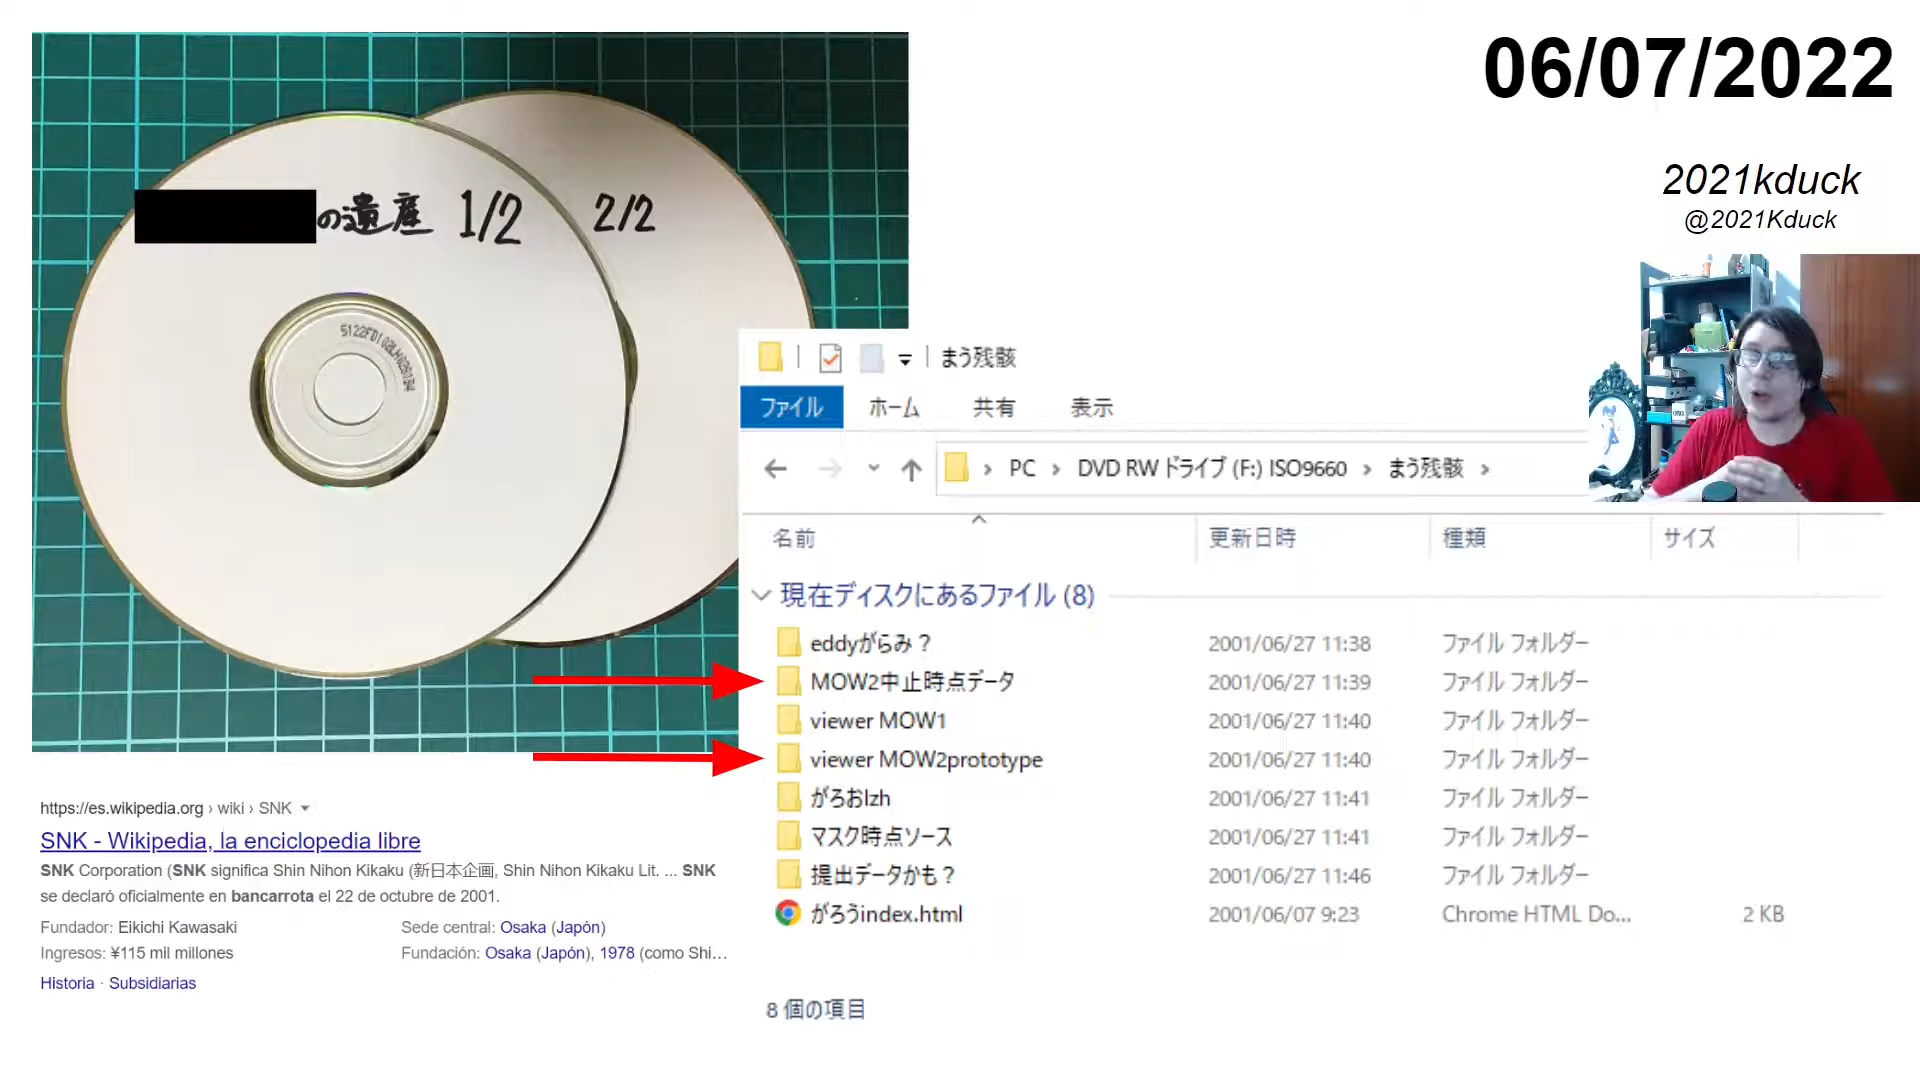 06/07/2022
2021kduck
@2021Kduck
の遺産 1/2
2/2
5122FD102LH
まう残骸
ファイル ホーム 共有 表示
PC › DVD RW ドライブ (F:) ISO9660 › まう残骸 ›
名前 更新日時 種類 サイズ
現在ディスクにあるファイル (8)
eddyがらみ？ 2001/06/27 11:38 ファイル フォルダー
MOW2中止時点データ 2001/06/27 11:39 ファイル フォルダー
viewer MOW1 2001/06/27 11:40 ファイル フォルダー
viewer MOW2prototype 2001/06/27 11:40 ファイル フォルダー
がろおlzh 2001/06/27 11:41 ファイル フォルダー
マスク時点ソース 2001/06/27 11:41 ファイル フォルダー
提出データかも？ 2001/06/27 11:46 ファイル フォルダー
がろうindex.html 2001/06/07 9:23 Chrome HTML Do... 2 KB
8 個の項目
https://es.wikipedia.org › wiki › SNK
SNK - Wikipedia, la enciclopedia libre
SNK Corporation (SNK significa Shin Nihon Kikaku (新日本企画, Shin Nihon Kikaku Lit. ... SNK
se declaró oficialmente en bancarrota el 22 de octubre de 2001.
Fundador: Eikichi Kawasaki Sede central: Osaka (Japón)
Ingresos: ¥115 mil millones Fundación: Osaka (Japón), 1978 (como Shi...
Historia · Subsidiarias